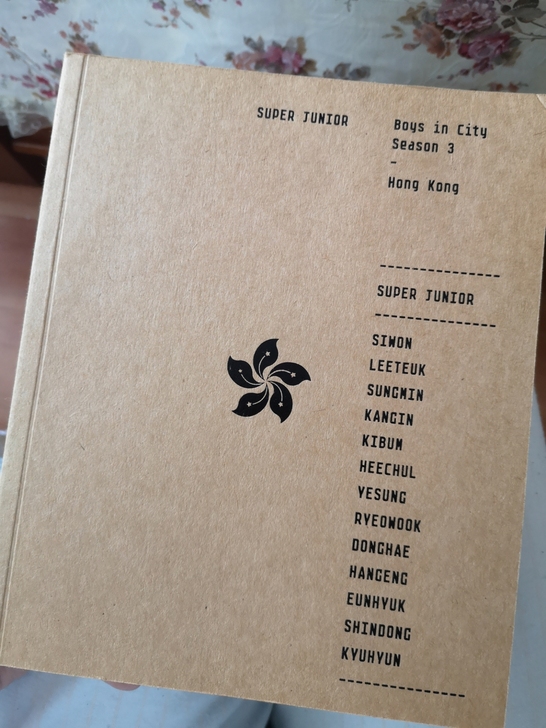 SUPER JUNIOR
Boys in City
Season 3
-
Hong Kong
--------------
SUPER JUNIOR
--------------
SIWON
LEETEUK
SUNGMIN
KANGIN
KIBUM
HEECHUL
YESUNG
RYEOWOOK
DONGHAE
HANGENG
EUNHYUK
SHINDONG
KYUHYUN
--------------